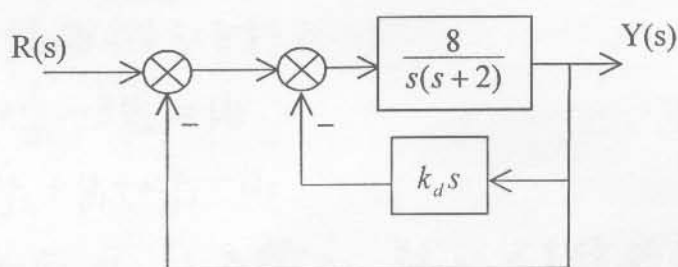 R(s)
8
s(s+2)
Y(s)
−
−
k_d s